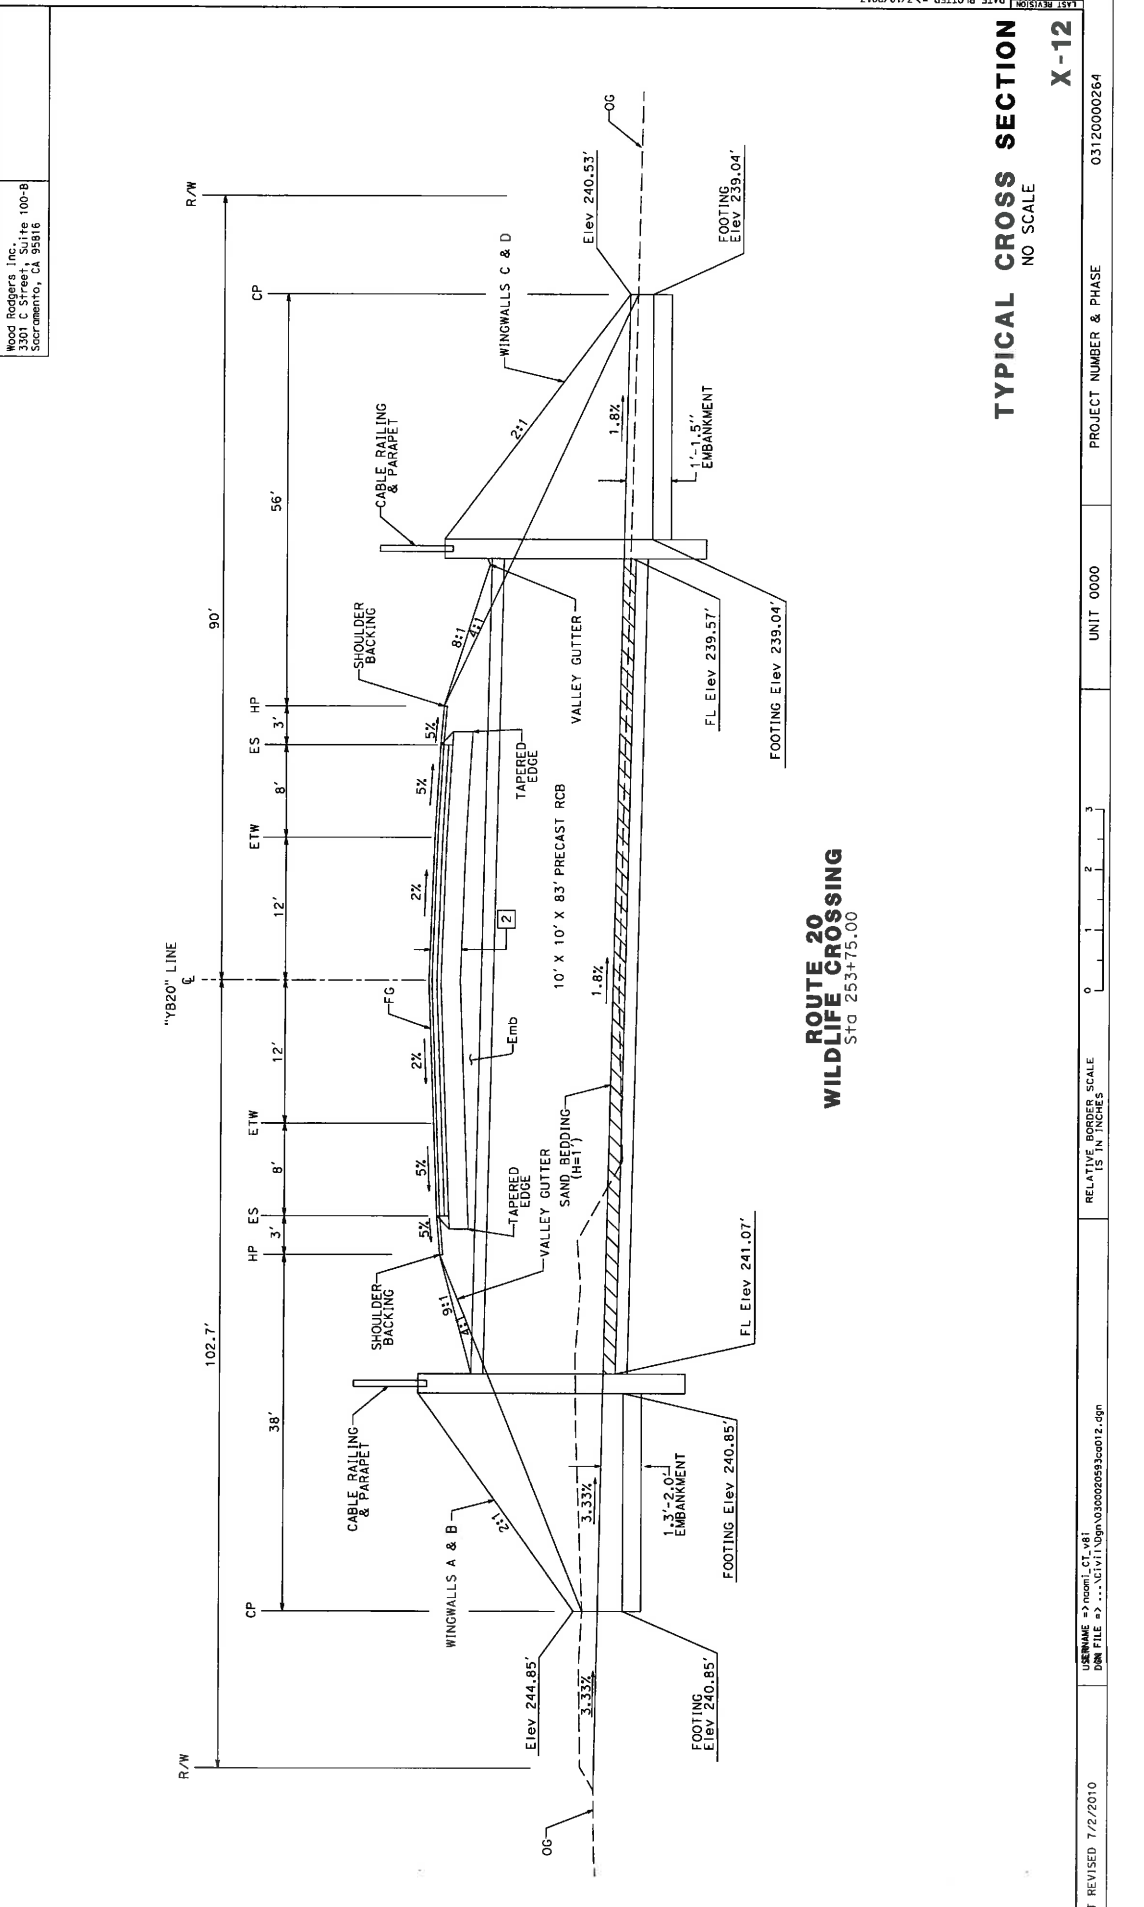 Wood Rodgers Inc.
3301 C Street, Suite 100-B
Sacramento, CA 95816
R/W
R/W
102.7'
90'
"YB20" LINE
CP
HP
ES
ETW
ETW
ES
HP
CP
38'
3'
8'
12'
12'
8'
3'
56'
CABLE RAILING
& PARAPET
SHOULDER
BACKING
FG
SHOULDER
BACKING
CABLE RAILING
& PARAPET
5%
5%
2%
2%
5%
5%
WINGWALLS A & B
2:1
9:1
4:1
8:1
4:1
2:1
WINGWALLS C & D
TAPERED
EDGE
VALLEY GUTTER
Emb
2
TAPERED
EDGE
10' X 10' X 83' PRECAST RCB
VALLEY GUTTER
SAND BEDDING
(H=1')
OG
Elev 244.85'
3.33%
3.33%
1.8%
1.8%
Elev 240.53'
OG
FOOTING
Elev 240.85'
1.3'-2.0'
EMBANKMENT
FOOTING Elev 240.85'
FL Elev 241.07'
FL Elev 239.57'
FOOTING Elev 239.04'
1'-1.5''
EMBANKMENT
FOOTING
Elev 239.04'
ROUTE 20
WILDLIFE CROSSING
Sta 253+75.00
TYPICAL CROSS SECTION
NO SCALE
X-12
LAST REVISION
REVISED 7/2/2010
USERNAME => naomi_CT_v8i
DGN FILE => ...\Civil\Dgn\0300020593ca012.dgn
RELATIVE BORDER SCALE
IS IN INCHES
0
1
2
3
UNIT 0000
PROJECT NUMBER & PHASE
03120000264